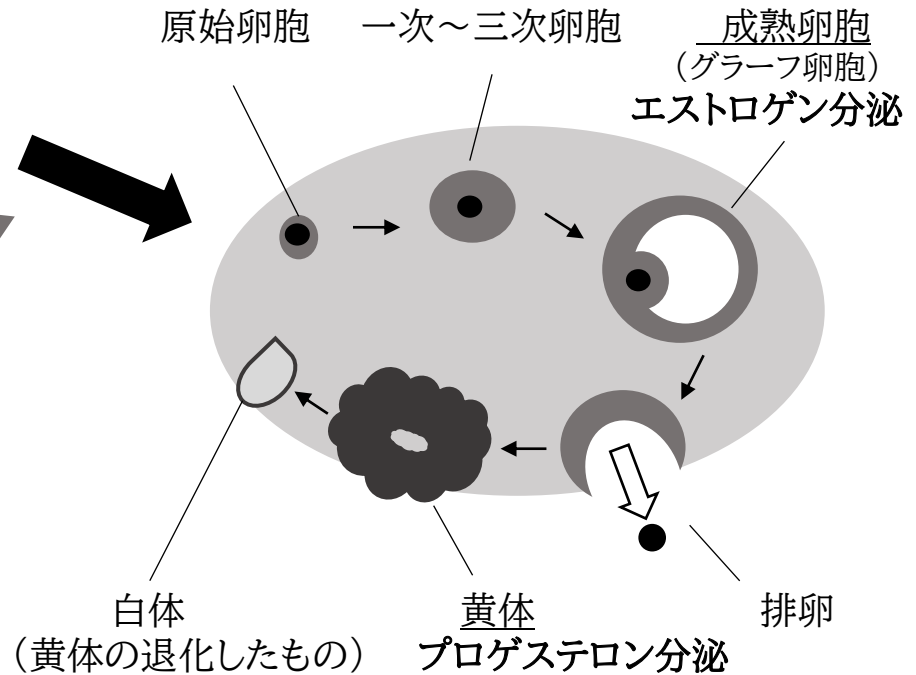 原始卵胞
一次～三次卵胞
成熟卵胞
（グラーフ卵胞）
エストロゲン分泌
白体
（黄体の退化したもの）
黄体
プロゲステロン分泌
排卵